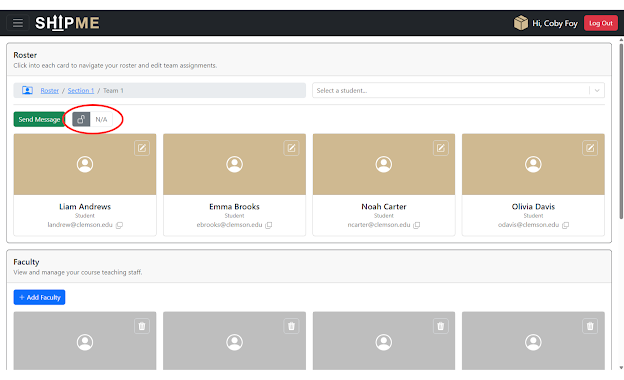 SHIPME
Hi, Coby Foy
Log Out
Roster
Click into each card to navigate your roster and edit team assignments.
Roster / Section 1 / Team 1
Select a student...
Send Message
N/A
Liam Andrews
Student
landrew@clemson.edu
Emma Brooks
Student
ebrooks@clemson.edu
Noah Carter
Student
ncarter@clemson.edu
Olivia Davis
Student
odavis@clemson.edu
Faculty
View and manage your course teaching staff.
+ Add Faculty